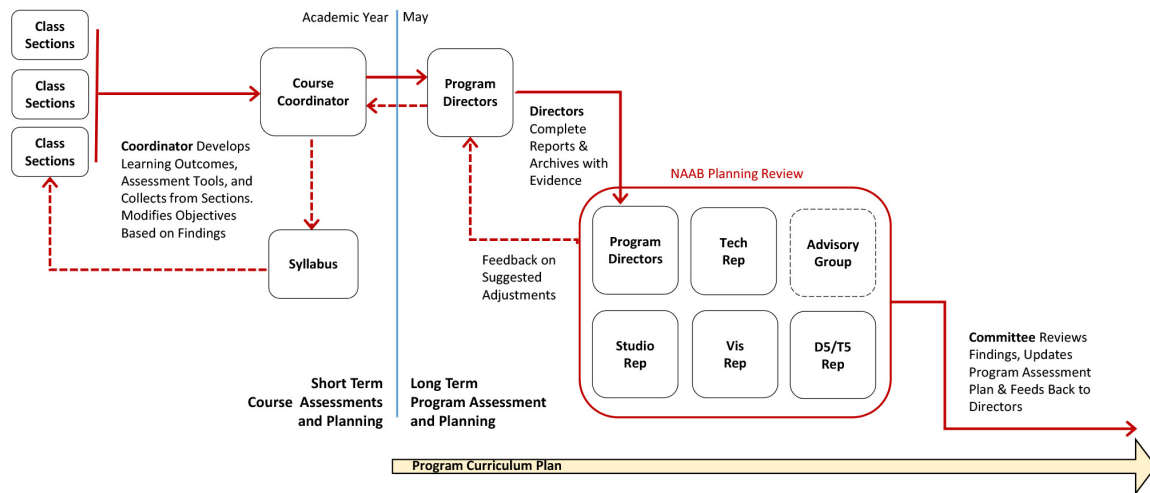 Academic Year
May
Class
Sections
Class
Sections
Class
Sections
Course
Coordinator
Program
Directors
Coordinator Develops
Learning Outcomes,
Assessment Tools, and
Collects from Sections.
Modifies Objectives
Based on Findings
Syllabus
Directors
Complete
Reports &
Archives with
Evidence
Feedback on
Suggested
Adjustments
NAAB Planning Review
Program
Directors
Tech
Rep
Advisory
Group
Studio
Rep
Vis
Rep
D5/T5
Rep
Committee Reviews
Findings, Updates
Program Assessment
Plan & Feeds Back to
Directors
Short Term
Course Assessments
and Planning
Long Term
Program Assessment
and Planning
Program Curriculum Plan